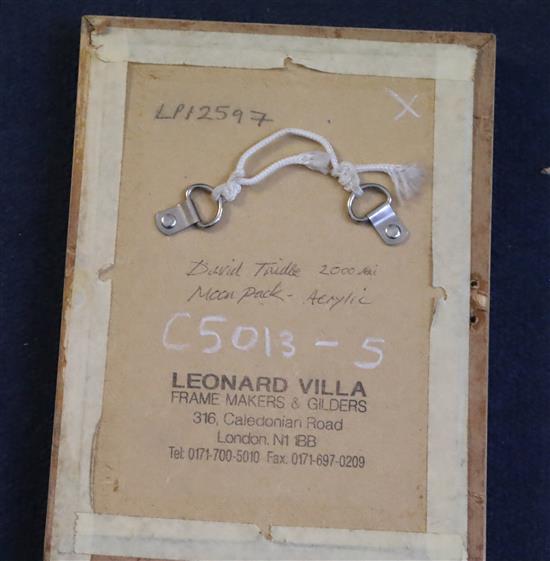 LP12597
X
David Tindle 2000
Moon Pack - Acrylic
C5013-5
LEONARD VILLA
FRAME MAKERS & GILDERS
316, Caledonian Road
London. N1 1BB
Tel: 0171-700-5010 Fax. 0171-697-0209